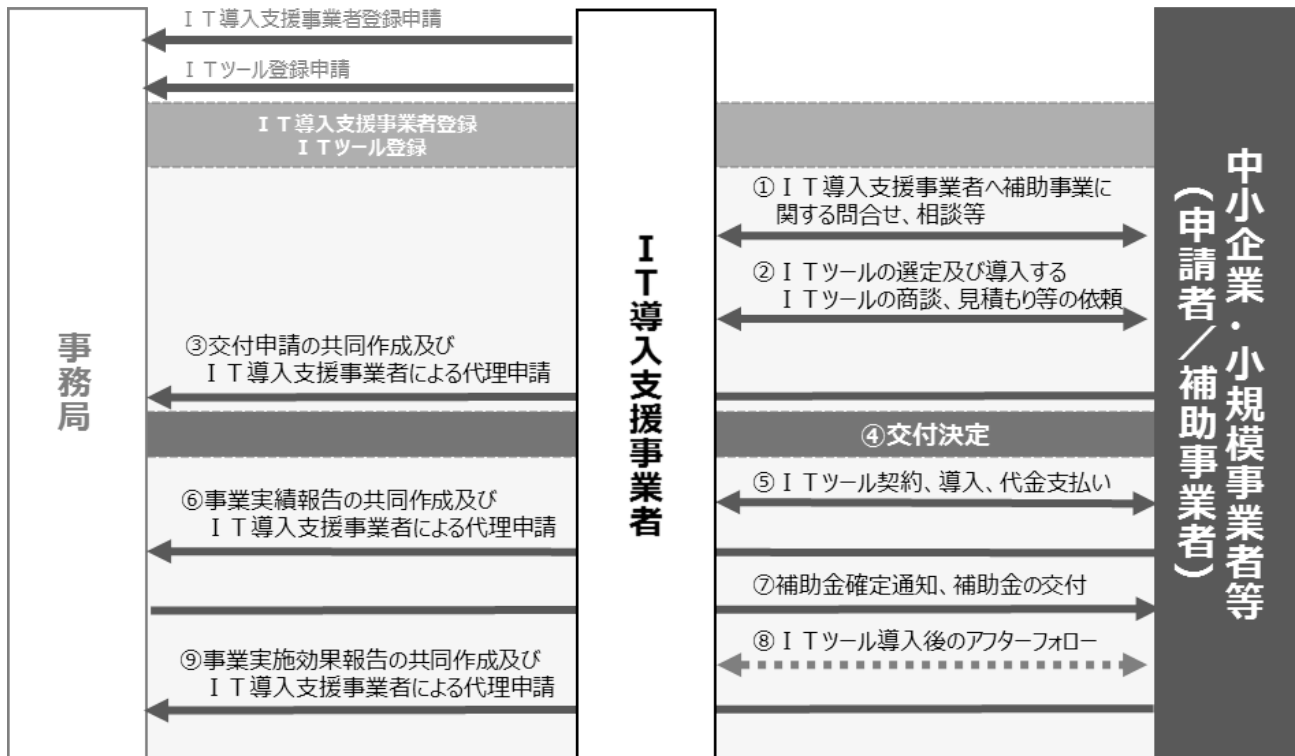 ＩＴ導入支援事業者登録申請
ＩＴツール登録申請
ＩＴ導入支援事業者登録
ＩＴツール登録
①ＩＴ導入支援事業者へ補助事業に
関する問合せ、相談等
②ＩＴツールの選定及び導入する
ＩＴツールの商談、見積もり等の依頼
③交付申請の共同作成及び
ＩＴ導入支援事業者による代理申請
④交付決定
⑤ＩＴツール契約、導入、代金支払い
⑥事業実績報告の共同作成及び
ＩＴ導入支援事業者による代理申請
⑦補助金確定通知、補助金の交付
⑧ＩＴツール導入後のアフターフォロー
⑨事業実施効果報告の共同作成及び
ＩＴ導入支援事業者による代理申請
事務局
ＩＴ導入支援事業者
中小企業・小規模事業者等
（申請者／補助事業者）